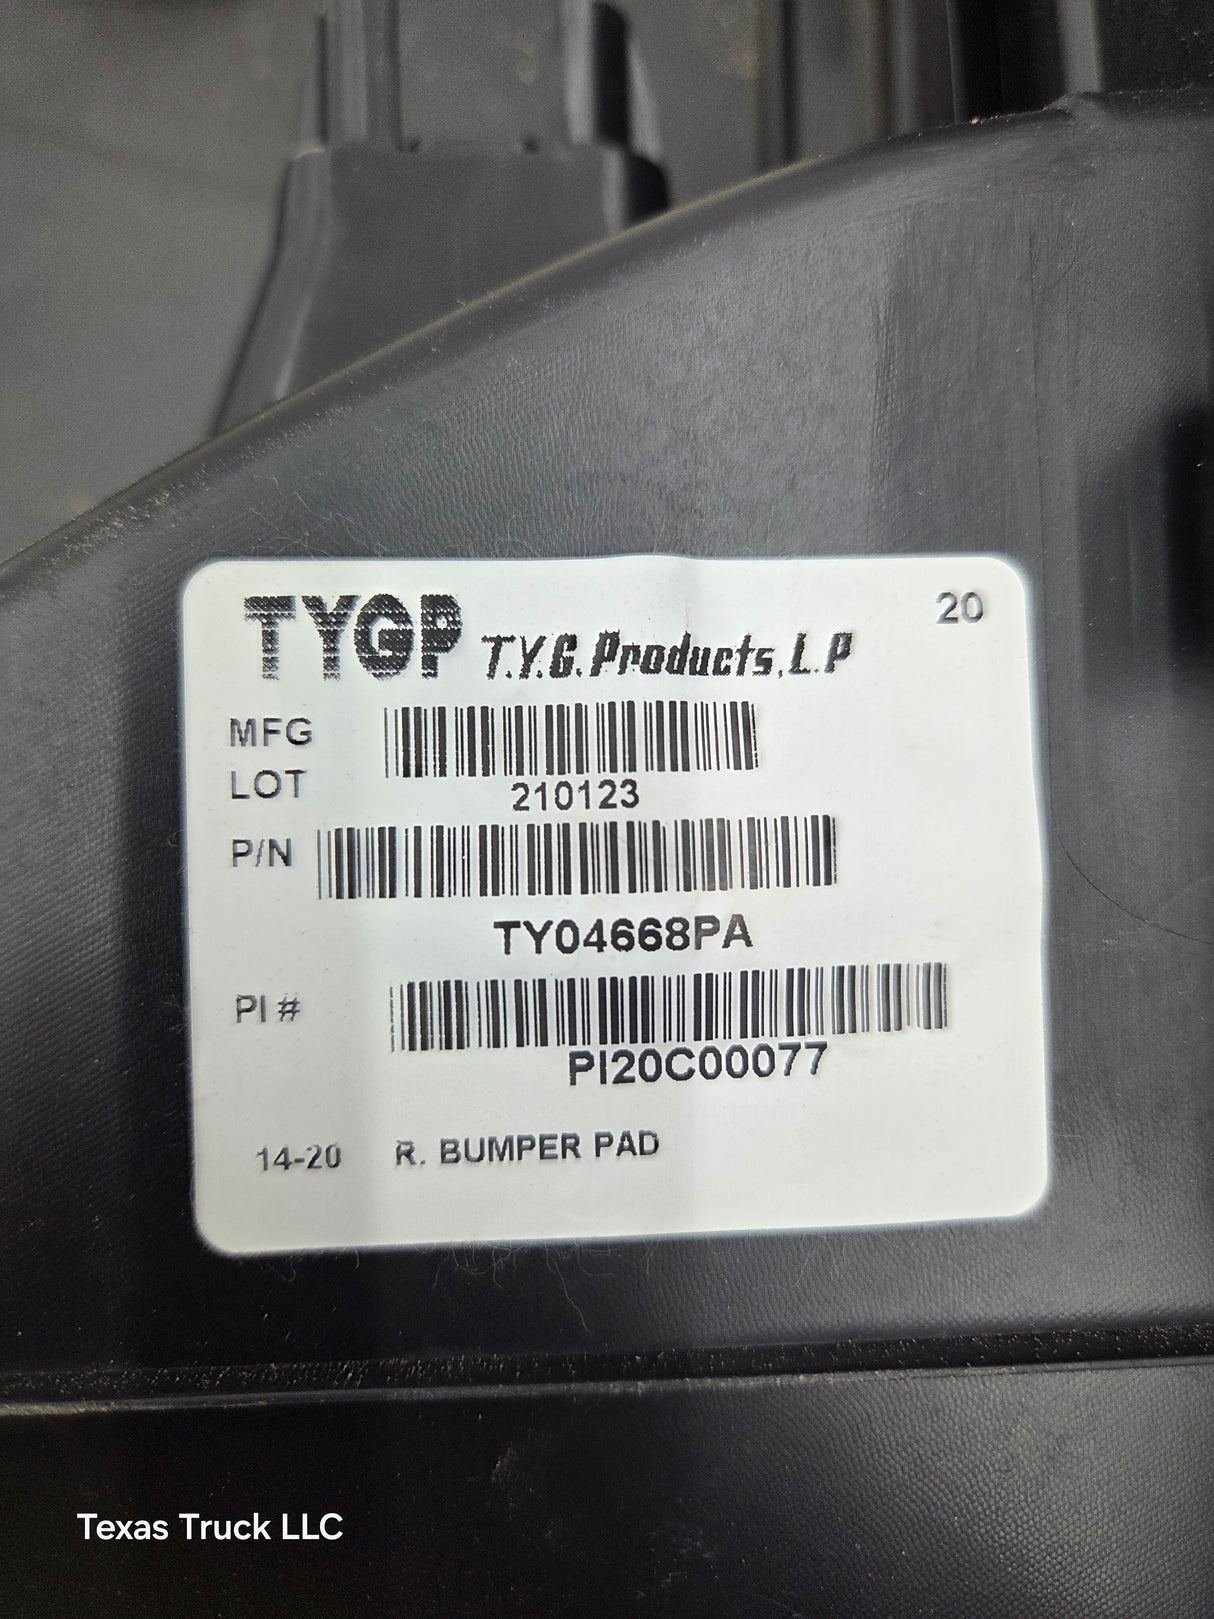 TYGP T.Y.G. Products, L.P 20
MFG
LOT
210123
P/N
TY04668PA
PI #
PI20C00077
14-20 R. BUMPER PAD
Texas Truck LLC